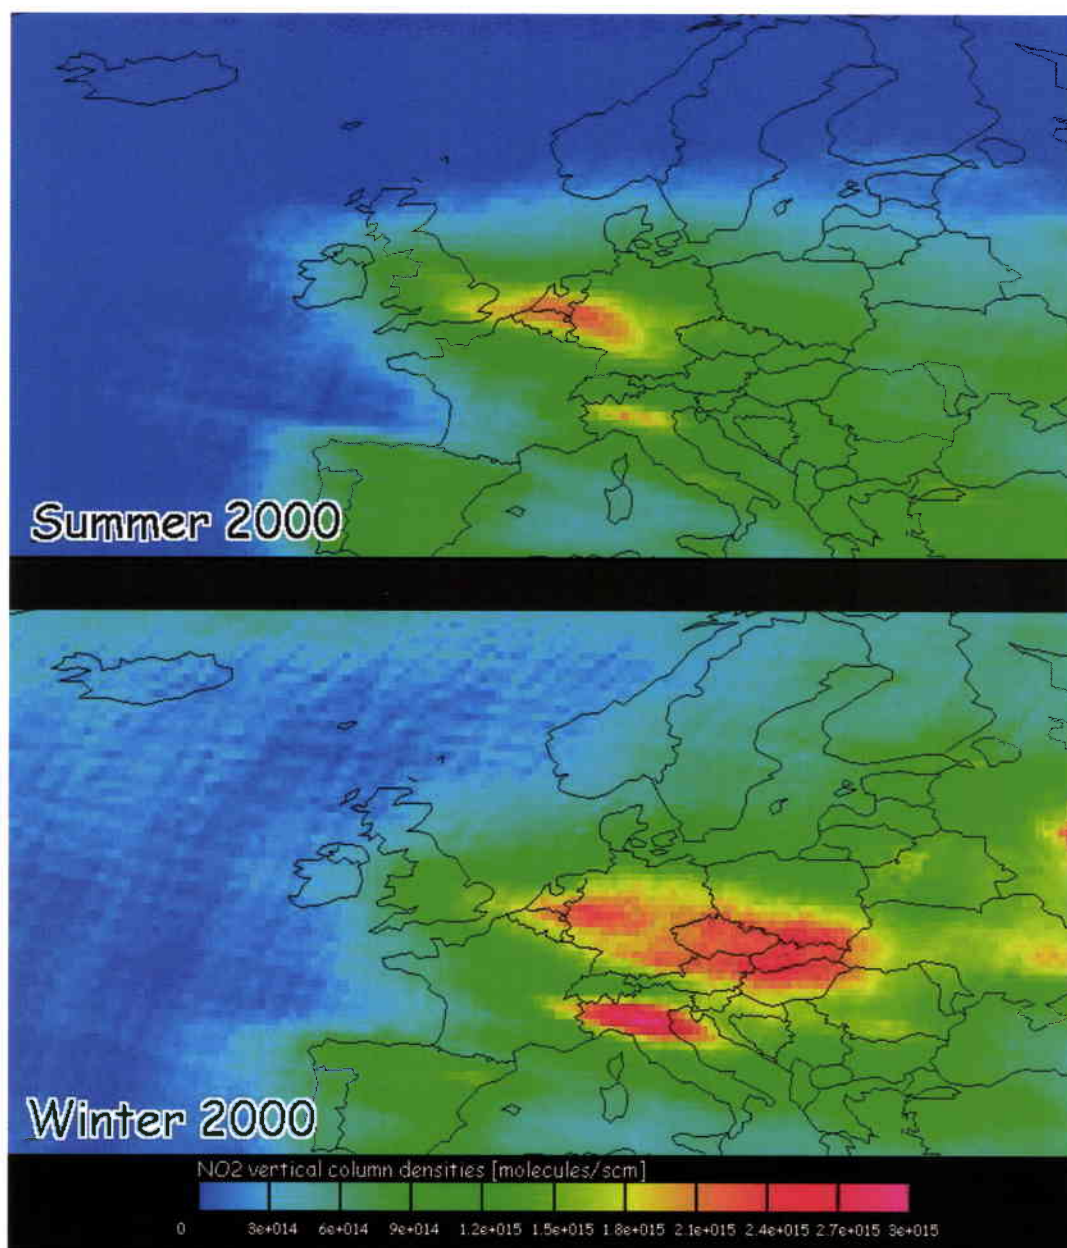 Summer 2000
Winter 2000
NO2 vertical column densities [molecules/scm]
0 3e+014 6e+014 9e+014 1.2e+015 1.5e+015 1.8e+015 2.1e+015 2.4e+015 2.7e+015 3e+015